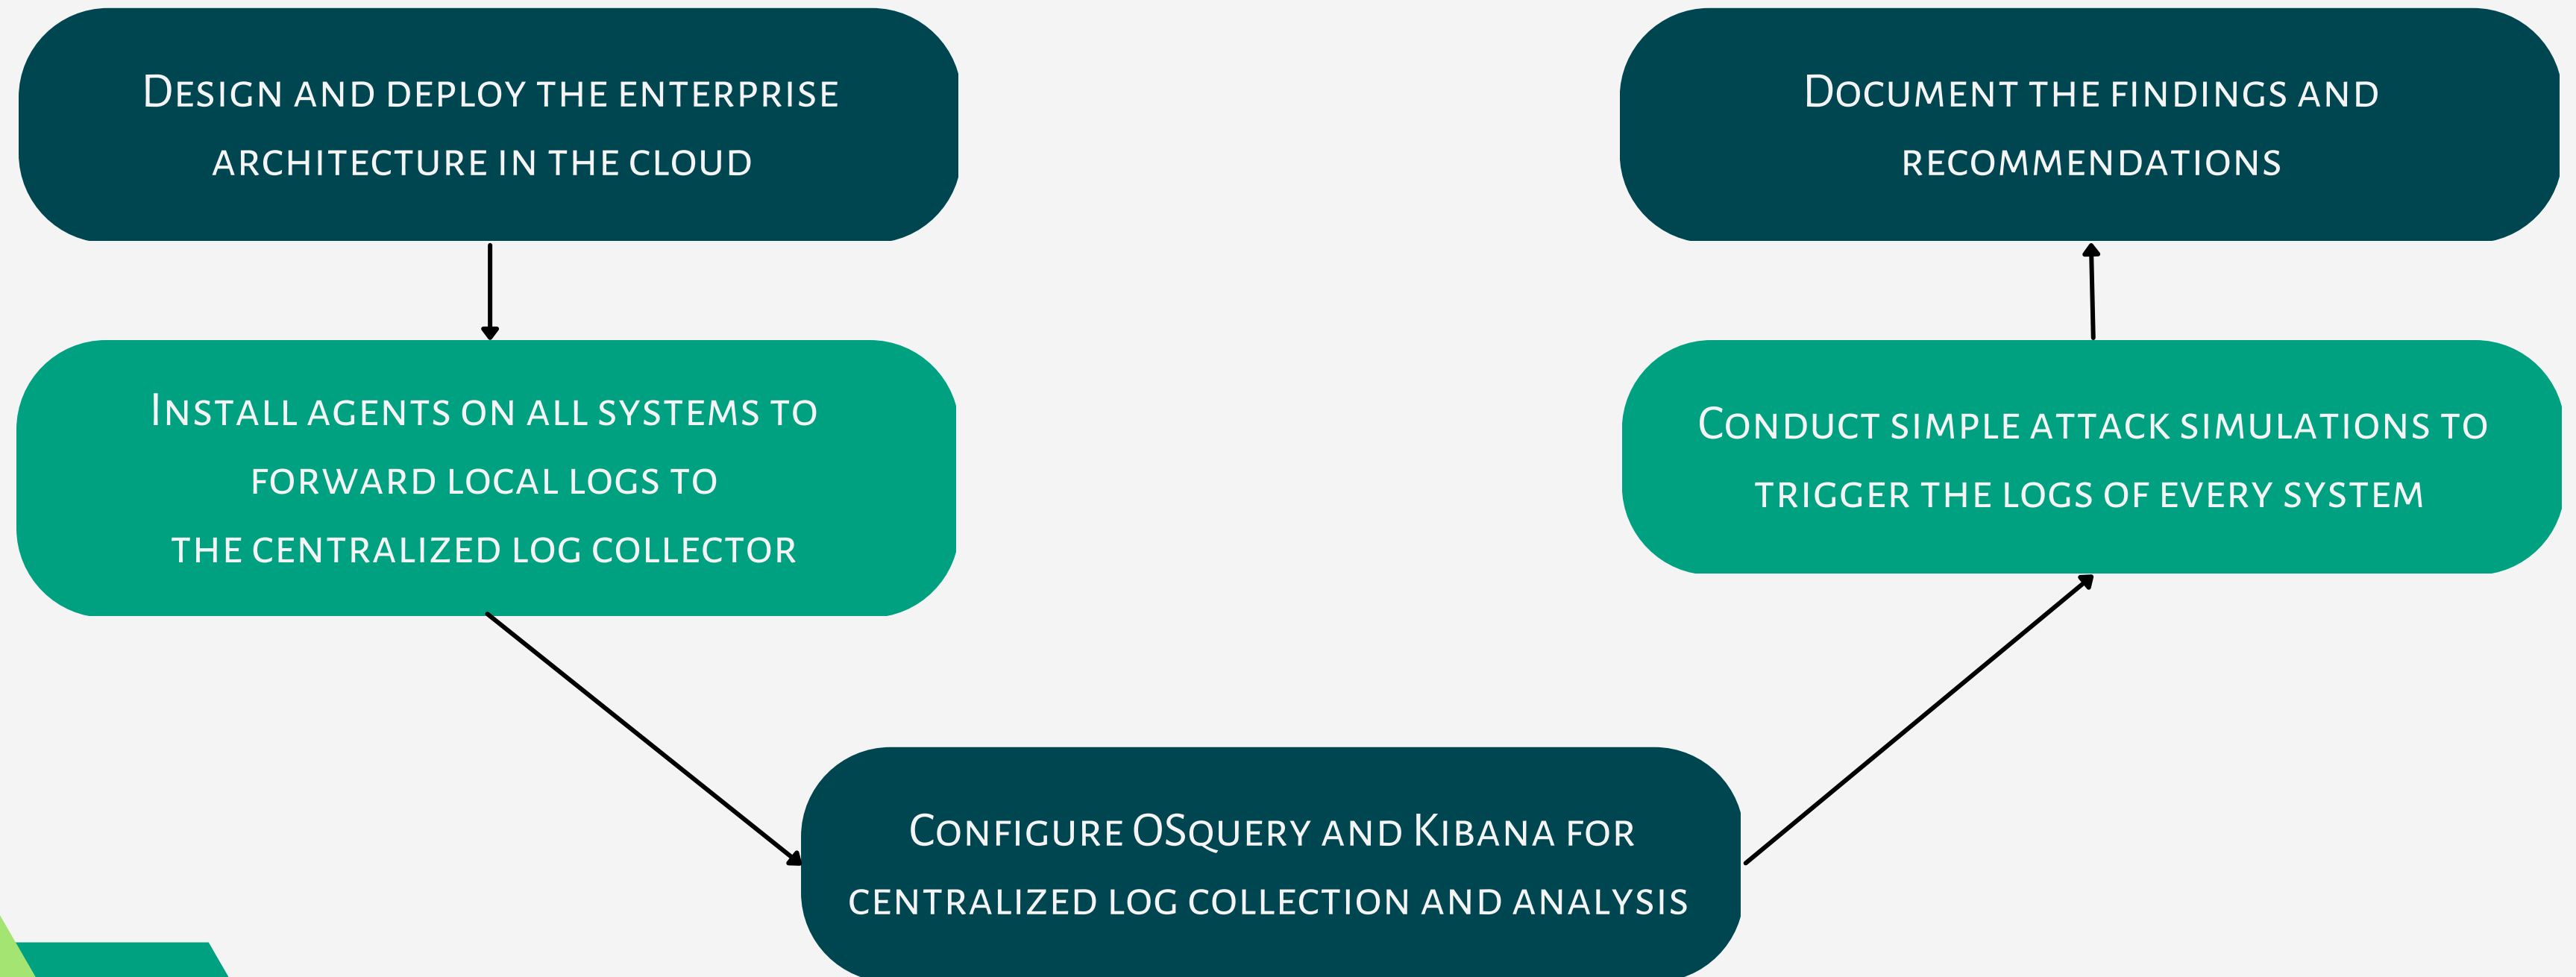 Design and deploy the enterprise
architecture in the cloud
Install agents on all systems to
forward local logs to
the centralized log collector
Configure OSquery and Kibana for
centralized log collection and analysis
Conduct simple attack simulations to
trigger the logs of every system
Document the findings and
recommendations